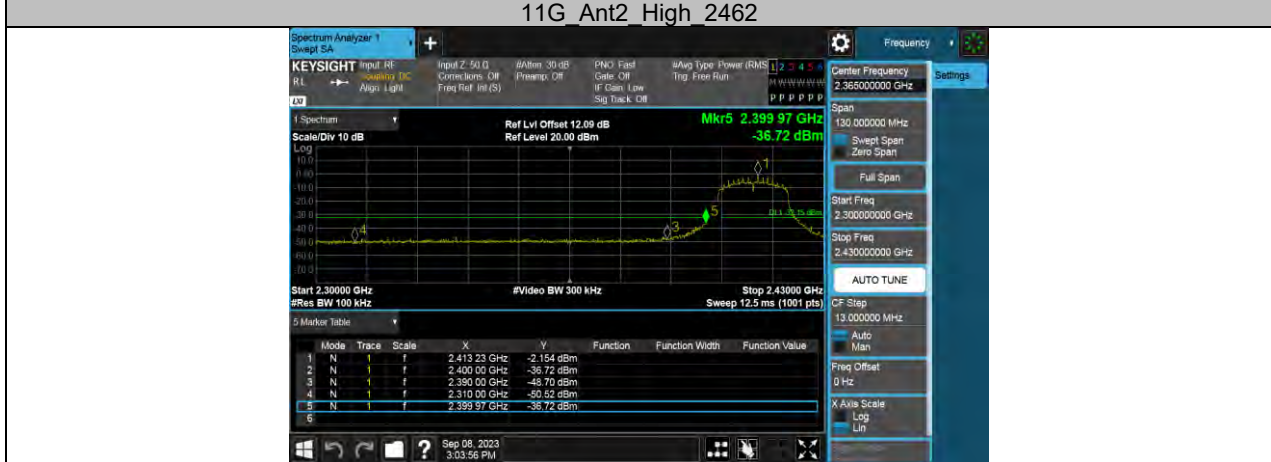 11G_Ant2_High_2462
Spectrum Analyzer 1
Swept SA
+
Frequency
KEYSIGHT Input: RF
RL
Coupling: DC
Align: Light
Input Z: 50 Ω
Corrections: Off
Freq Ref: Int (S)
#Atten: 30 dB
Preamp: Off
PNO: Fast
Gate: Off
IF Gain: Low
Sig Track: Off
#Avg Type: Power (RMS
Trig: Free Run
1 2 3 4 5 6
M W W W W W
P P P P P P
LXI
Center Frequency
2.365000000 GHz
Settings
Span
130.000000 MHz
Swept Span
Zero Span
Full Span
Start Freq
2.300000000 GHz
Stop Freq
2.430000000 GHz
AUTO TUNE
CF Step
13.000000 MHz
Auto
Man
Freq Offset
0 Hz
X Axis Scale
Log
Lin
1 Spectrum
Scale/Div 10 dB
Ref Lvl Offset 12.09 dB
Ref Level 20.00 dBm
Mkr5 2.399 97 GHz
-36.72 dBm
Log
10.0
0.00
-10.0
-20.0
-30.0
-40.0
-50.0
-60.0
-70.0
1
5
3
4
Start 2.30000 GHz
#Res BW 100 kHz
#Video BW 300 kHz
Stop 2.43000 GHz
Sweep 12.5 ms (1001 pts)
5 Marker Table
Mode Trace Scale X Y Function Function Width Function Value
1 N 1 f 2.413 23 GHz -2.154 dBm
2 N 1 f 2.400 00 GHz -36.72 dBm
3 N 1 f 2.390 00 GHz -48.70 dBm
4 N 1 f 2.310 00 GHz -50.52 dBm
5 N 1 f 2.399 97 GHz -36.72 dBm
6
?
Sep 08, 2023
3:03:56 PM